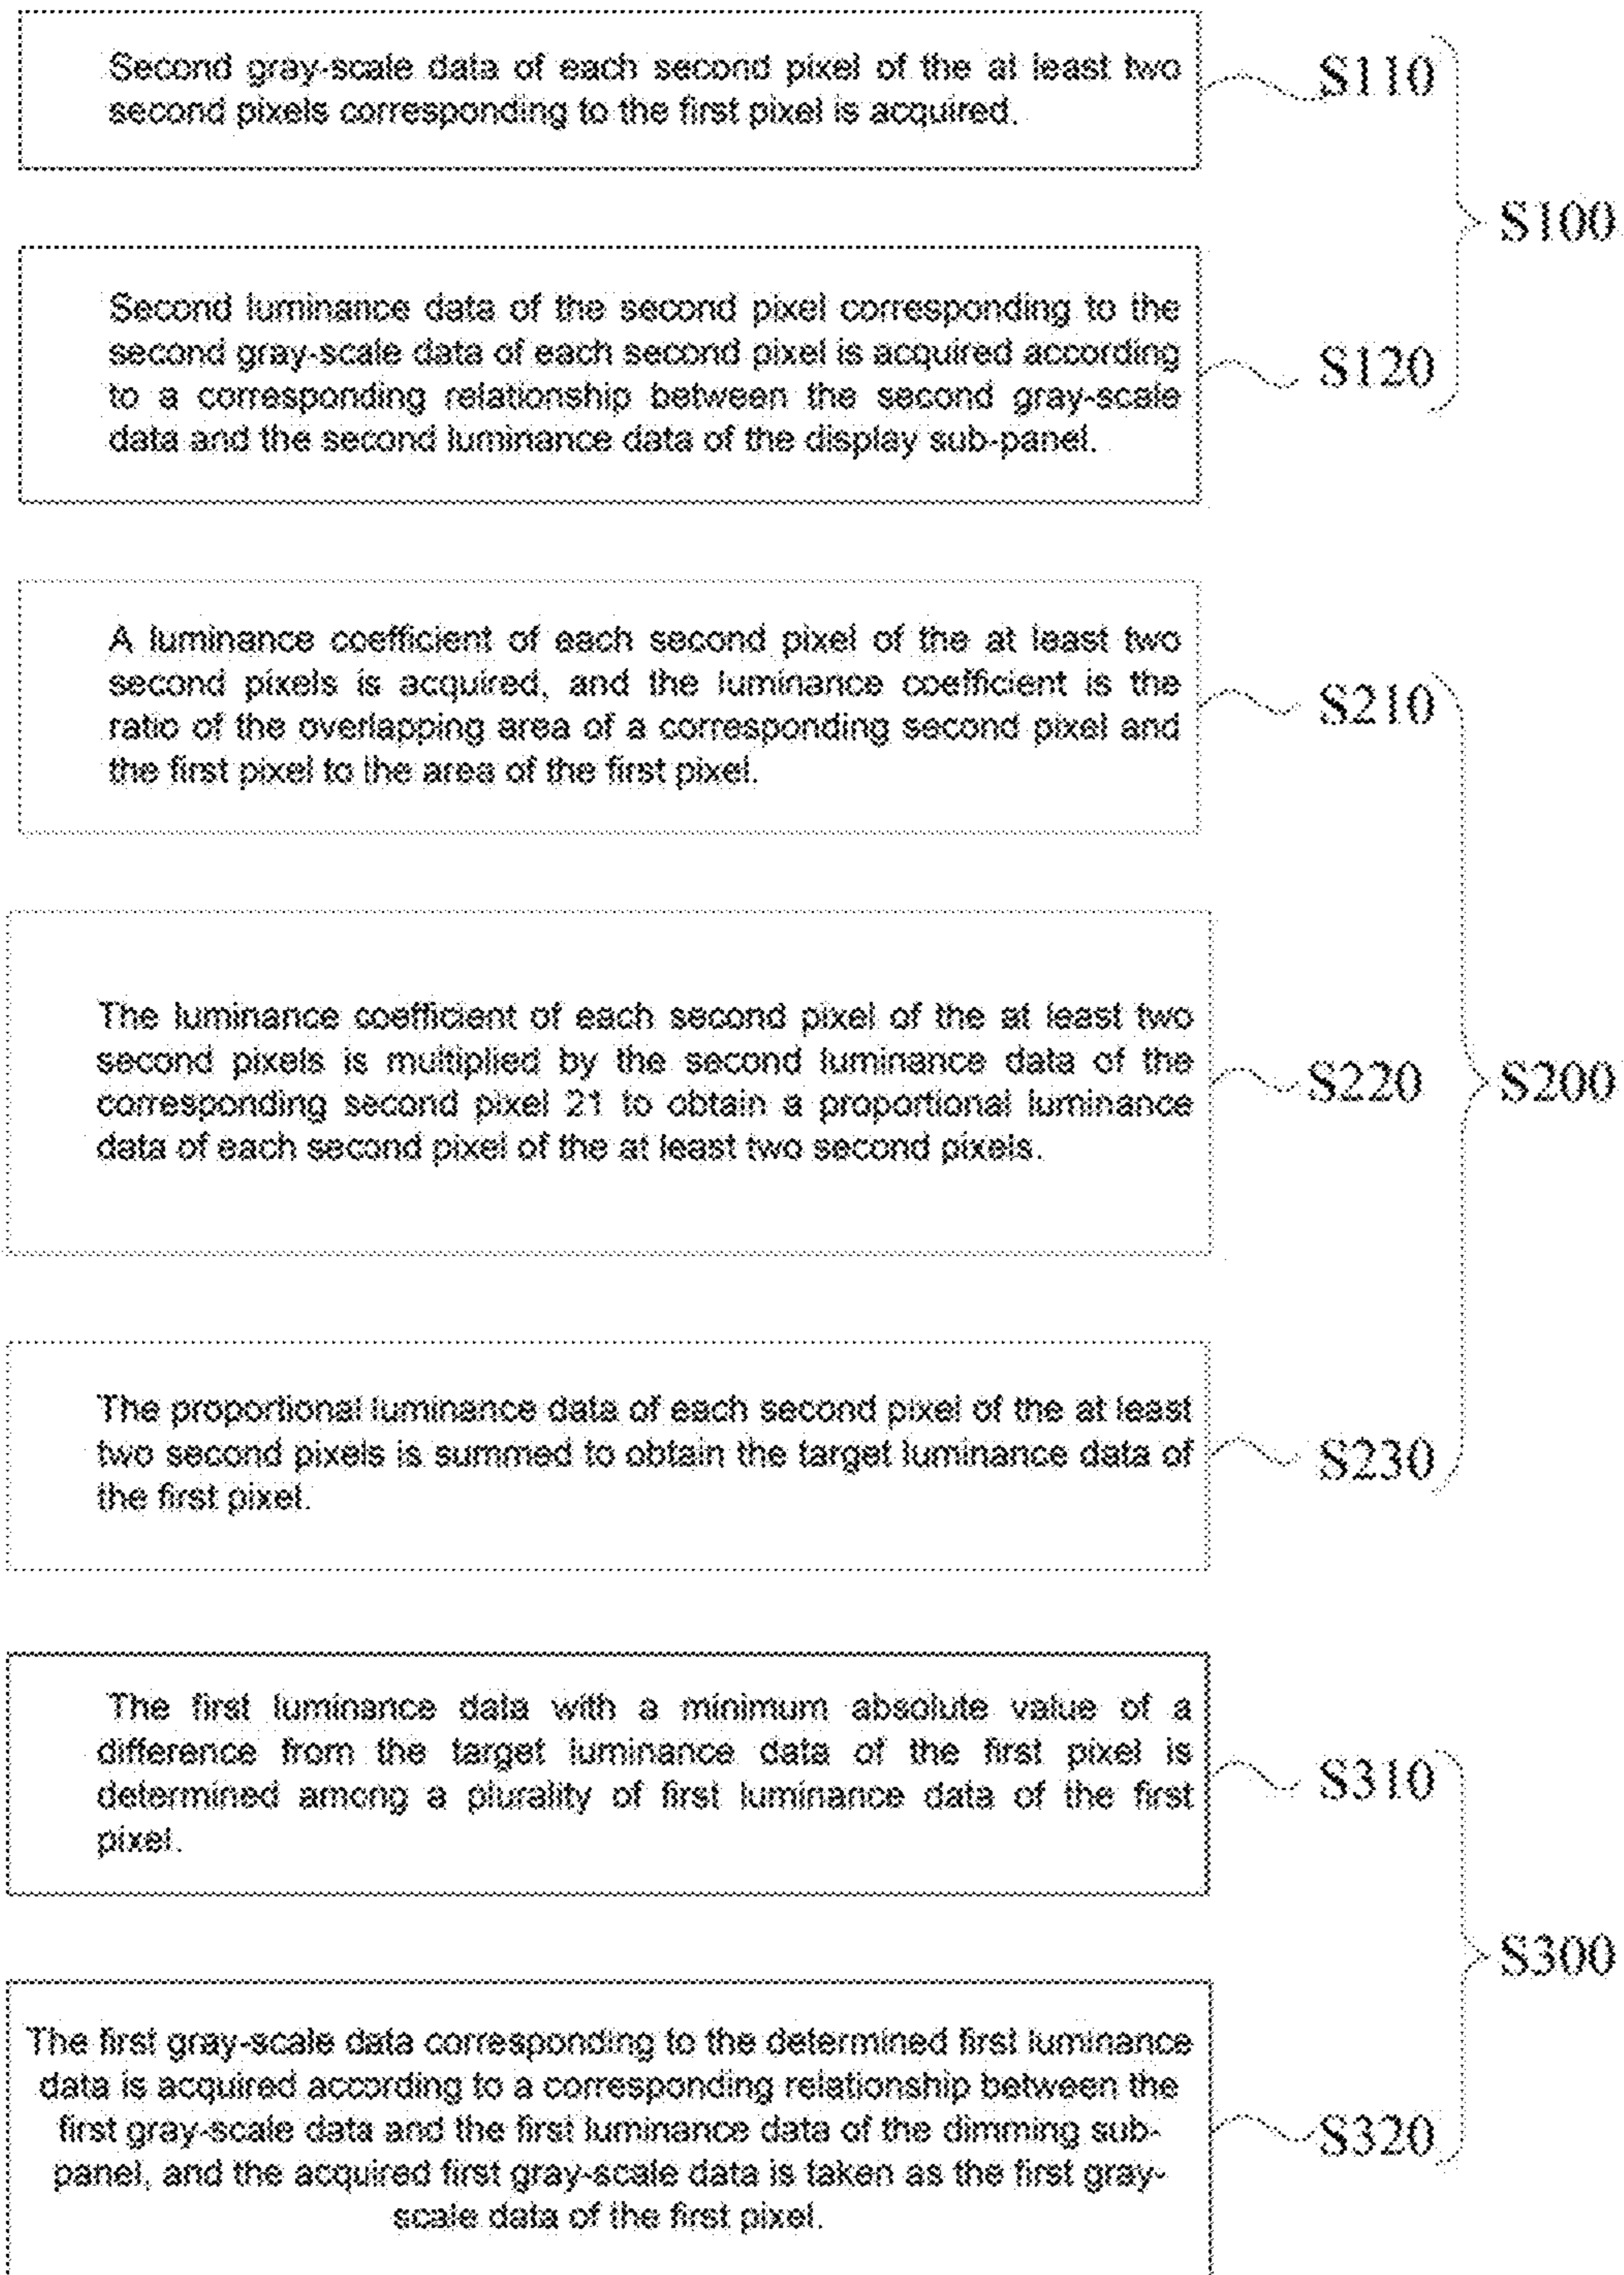 Second gray-scale data of each second pixel of the at least two
second pixels corresponding to the first pixel is acquired.
S110
S100
Second luminance data of the second pixel corresponding to the
second gray-scale data of each second pixel is acquired according
to a corresponding relationship between the second gray-scale
data and the second luminance data of the display sub-panel.
S120
A luminance coefficient of each second pixel of the at least two
second pixels is acquired, and the luminance coefficient is the
ratio of the overlapping area of a corresponding second pixel and
the first pixel to the area of the first pixel.
S210
The luminance coefficient of each second pixel of the at least two
second pixels is multiplied by the second luminance data of the
corresponding second pixel 21 to obtain a proportional luminance
data of each second pixel of the at least two second pixels.
S220
S200
The proportional luminance data of each second pixel of the at least
two second pixels is summed to obtain the target luminance data of
the first pixel.
S230
The first luminance data with a minimum absolute value of a
difference from the target luminance data of the first pixel is
determined among a plurality of first luminance data of the first
pixel.
S310
S300
The first gray-scale data corresponding to the determined first luminance
data is acquired according to a corresponding relationship between the
first gray-scale data and the first luminance data of the dimming sub-
panel, and the acquired first gray-scale data is taken as the first gray-
scale data of the first pixel.
S320